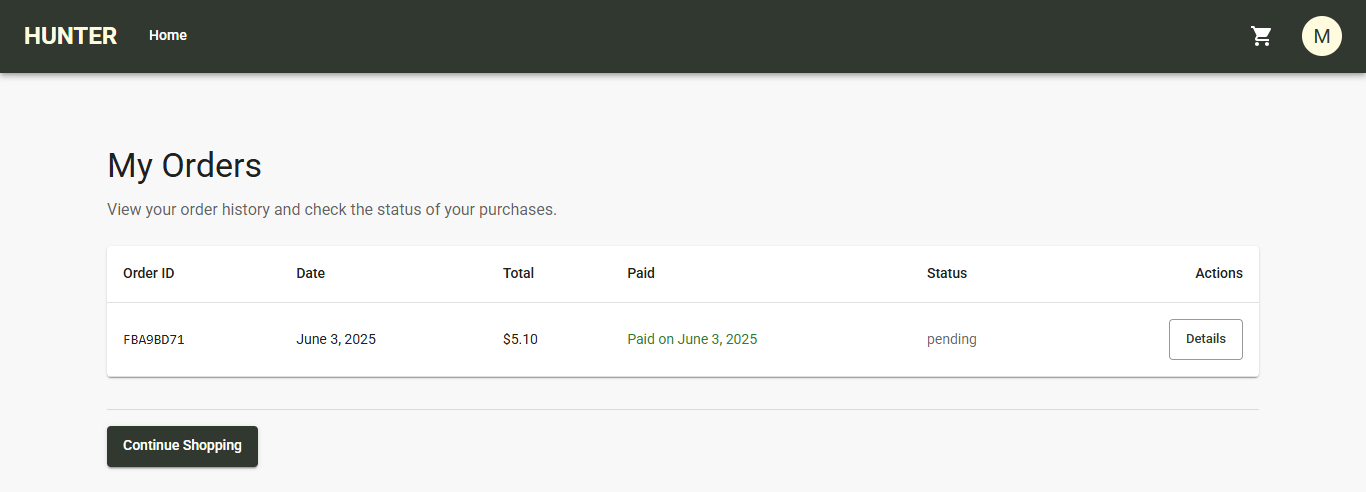 HUNTER Home M
My Orders
View your order history and check the status of your purchases.
Order ID Date Total Paid Status Actions
FBA9BD71 June 3, 2025 $5.10 Paid on June 3, 2025 pending Details
Continue Shopping